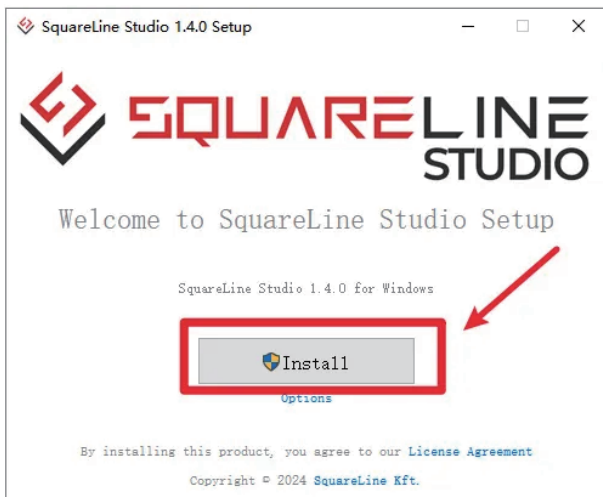 SquareLine Studio 1.4.0 Setup
SQUARELINE
STUDIO
Welcome to SquareLine Studio Setup
SquareLine Studio 1.4.0 for Windows
Install
Options
By installing this product, you agree to our License Agreement
Copyright © 2024 SquareLine Kft.